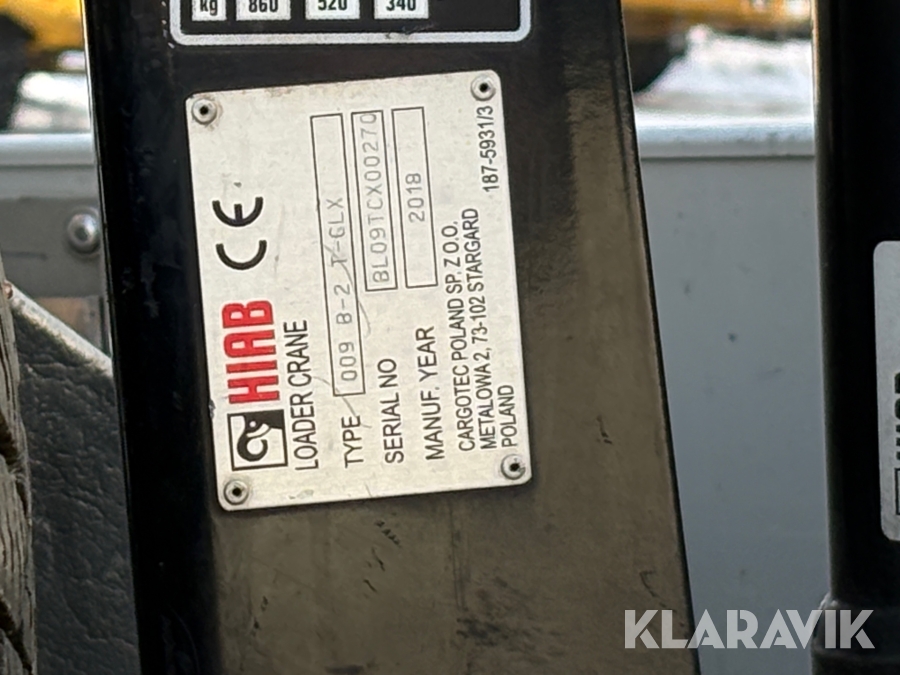 kg 860 520 340
HIAB CE
LOADER CRANE
TYPE 009 B-2 T-GLX
SERIAL NO BL09TCX00270
MANUF. YEAR 2018
CARGOTEC POLAND SP. Z O.O.
METALOWA 2, 73-102 STARGARD
POLAND 187-5931/3
KLARAVIK